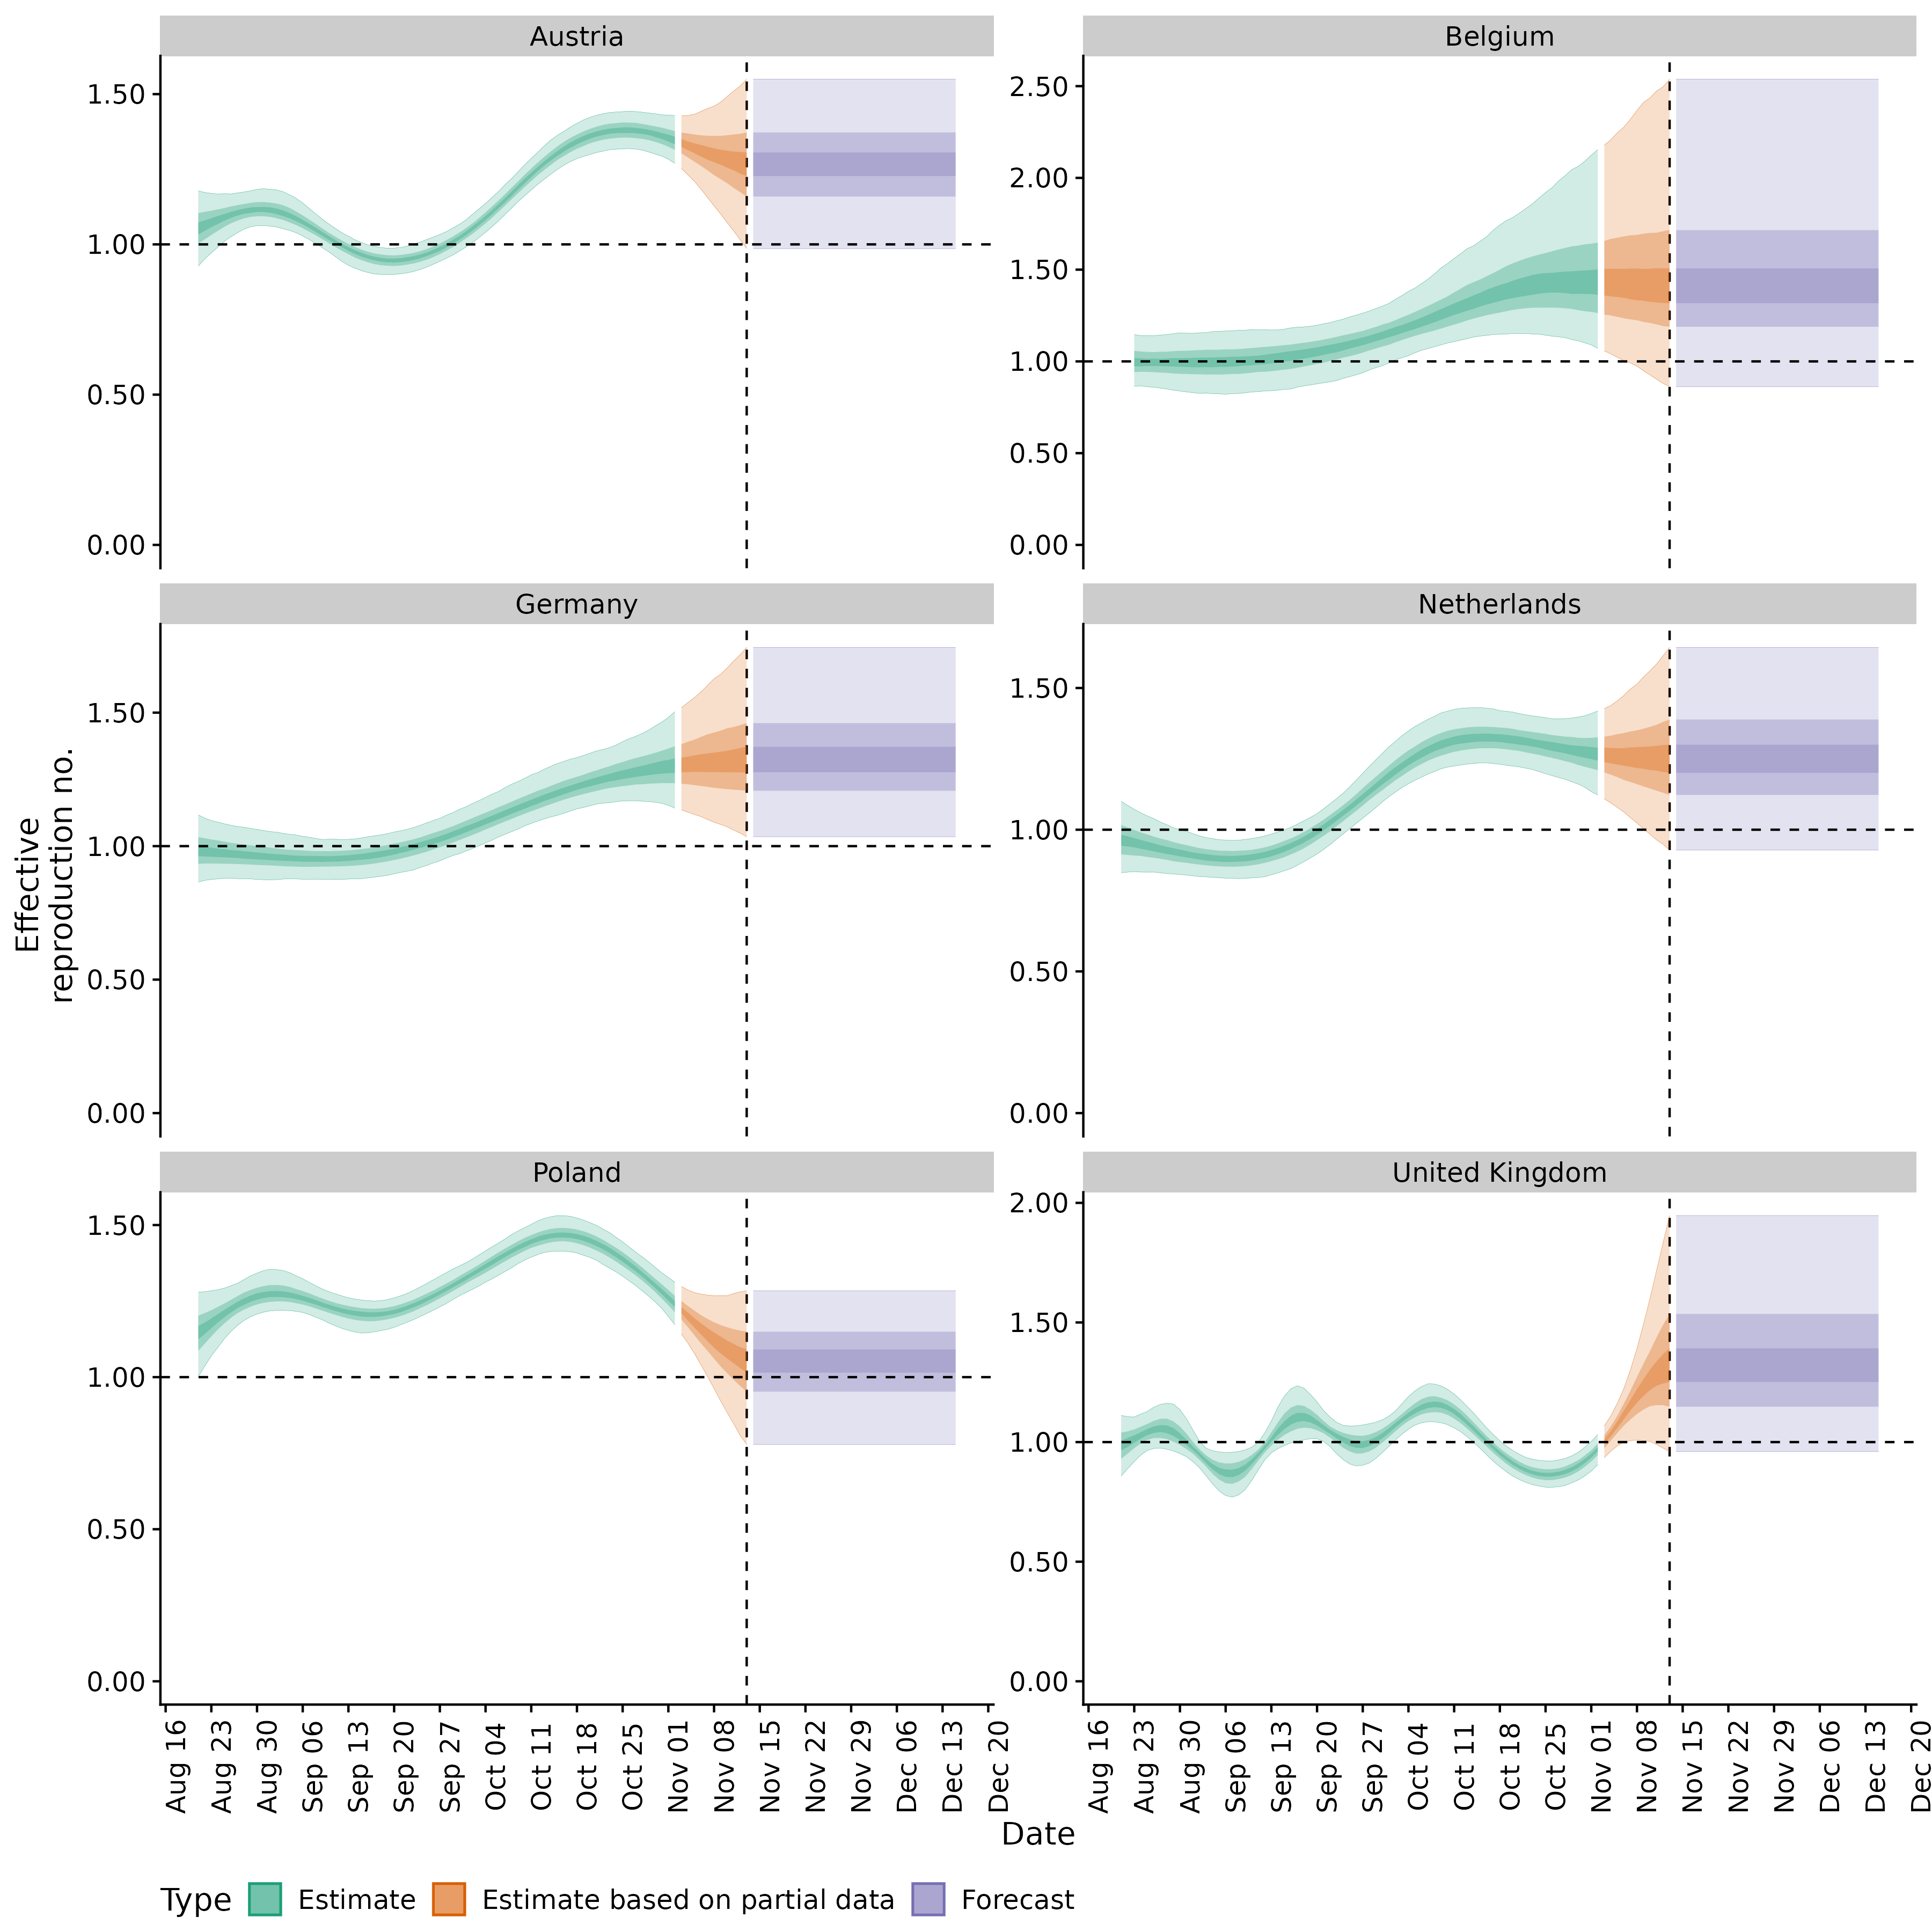 Austria
Belgium
1.50
1.00
0.50
0.00
2.50
2.00
1.50
1.00
0.50
0.00
Germany
Netherlands
1.50
1.00
0.50
0.00
1.50
1.00
0.50
0.00
Poland
United Kingdom
1.50
1.00
0.50
0.00
2.00
1.50
1.00
0.50
0.00
Effective
reproduction no.
Aug 16
Aug 23
Aug 30
Sep 06
Sep 13
Sep 20
Sep 27
Oct 04
Oct 11
Oct 18
Oct 25
Nov 01
Nov 08
Nov 15
Nov 22
Nov 29
Dec 06
Dec 13
Dec 20
Aug 16
Aug 23
Aug 30
Sep 06
Sep 13
Sep 20
Sep 27
Oct 04
Oct 11
Oct 18
Oct 25
Nov 01
Nov 08
Nov 15
Nov 22
Nov 29
Dec 06
Dec 13
Dec 20
Date
Type Estimate Estimate based on partial data Forecast